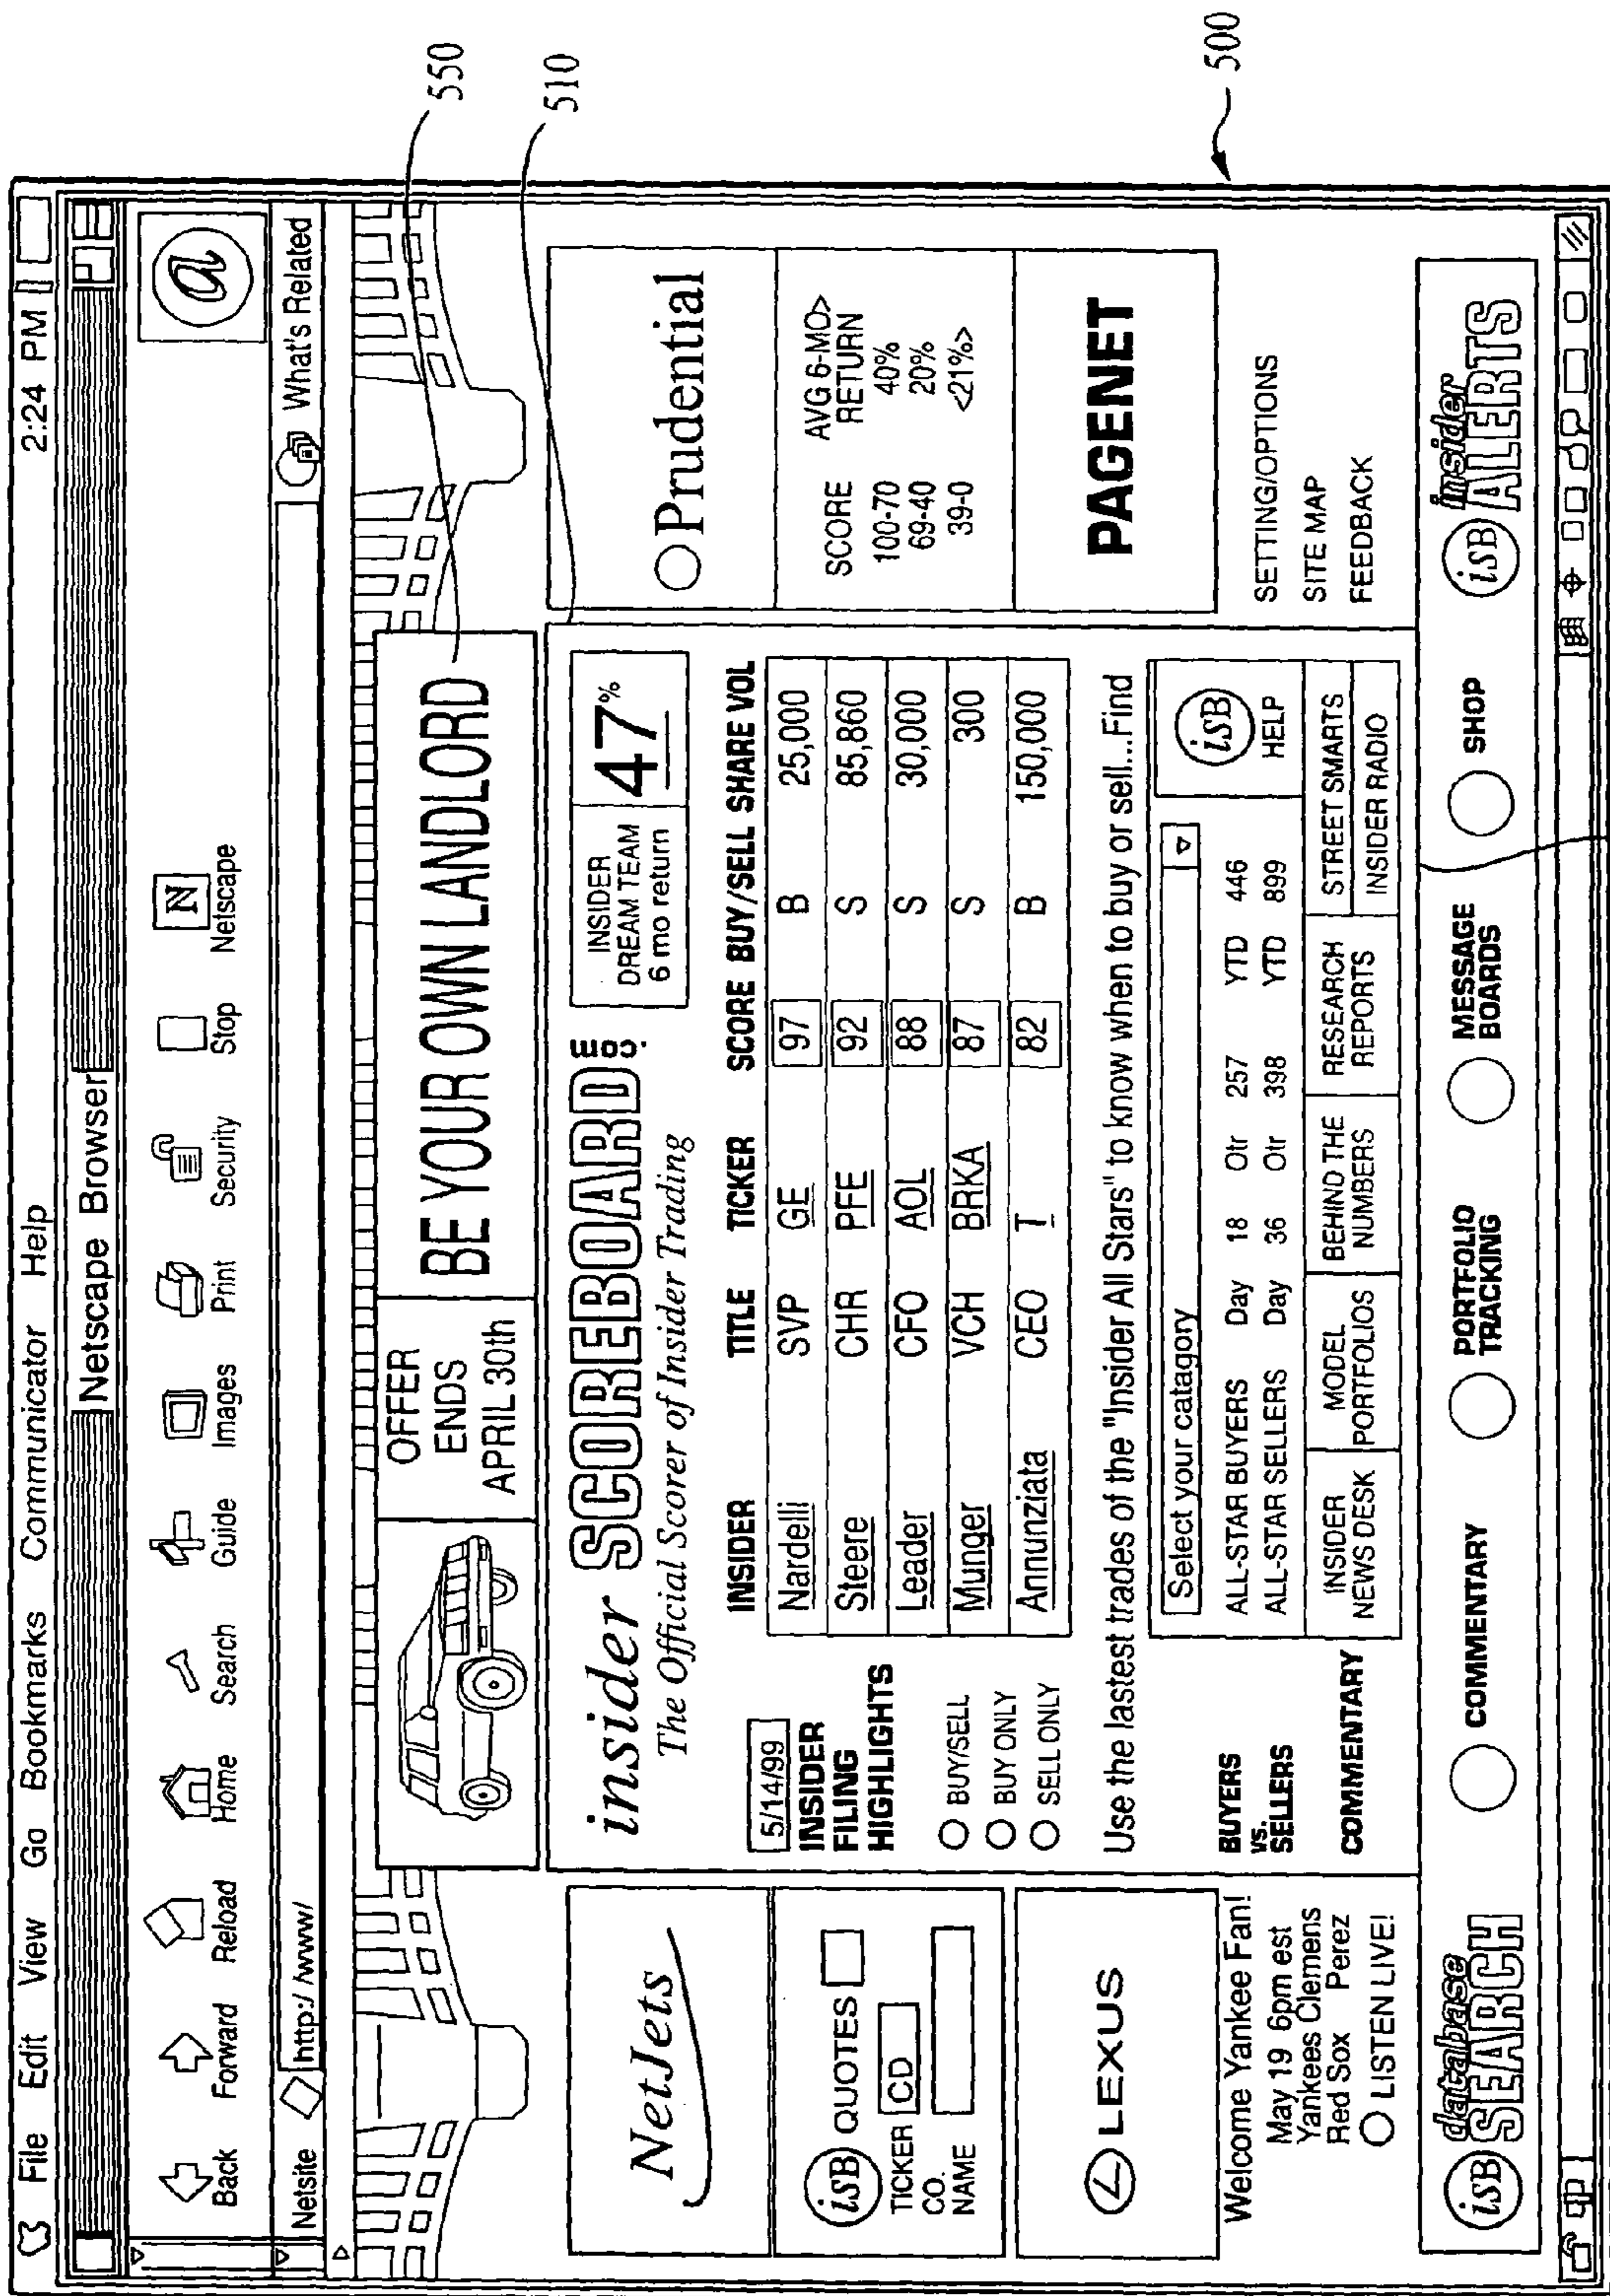 File Edit View Go Bookmarks Communicator Help 2:24 PM
Netscape Browser
Back Forward Reload Home Search Guide Images Print Security Stop Netscape
a
N
Netsite http:/ /www/ What's Related
OFFER
ENDS
APRIL 30th
BE YOUR OWN LANDLORD
550
510
500
NetJets
isB QUOTES
TICKER CD
CO.
NAME
LEXUS
Welcome Yankee Fan!
May 19 6pm est
Yankees Clemens
Red Sox Perez
LISTEN LIVE!
insider SCOREBOARD.com
The Official Scorer of Insider Trading
INSIDER
DREAM TEAM
6 mo return
47%
5/14/99
INSIDER
FILING
HIGHLIGHTS
BUY/SELL
BUY ONLY
SELL ONLY
INSIDER TITLE TICKER SCORE BUY/SELL SHARE VOL
Nardelli SVP GE 97 B 25,000
Steere CHR PFE 92 S 85,860
Leader CFO AOL 88 S 30,000
Munger VCH BRKA 87 S 300
Annunziata CEO T 82 B 150,000
Use the lastest trades of the "Insider All Stars" to know when to buy or sell...Find
Select your catagory
isB
HELP
BUYERS
vs.
SELLERS
ALL-STAR BUYERS Day 18 Otr 257 YTD 446
ALL-STAR SELLERS Day 36 Otr 398 YTD 899
COMMENTARY
INSIDER
NEWS DESK
MODEL
PORTFOLIOS
BEHIND THE
NUMBERS
RESEARCH
REPORTS
STREET SMARTS
INSIDER RADIO
Prudential
SCORE AVG 6-MO>
RETURN
100-70 40%
69-40 20%
39-0 <21%>
PAGENET
SETTING/OPTIONS
SITE MAP
FEEDBACK
isB database
SEARCH
COMMENTARY
PORTFOLIO
TRACKING
MESSAGE
BOARDS
SHOP
isB insider
ALERTS